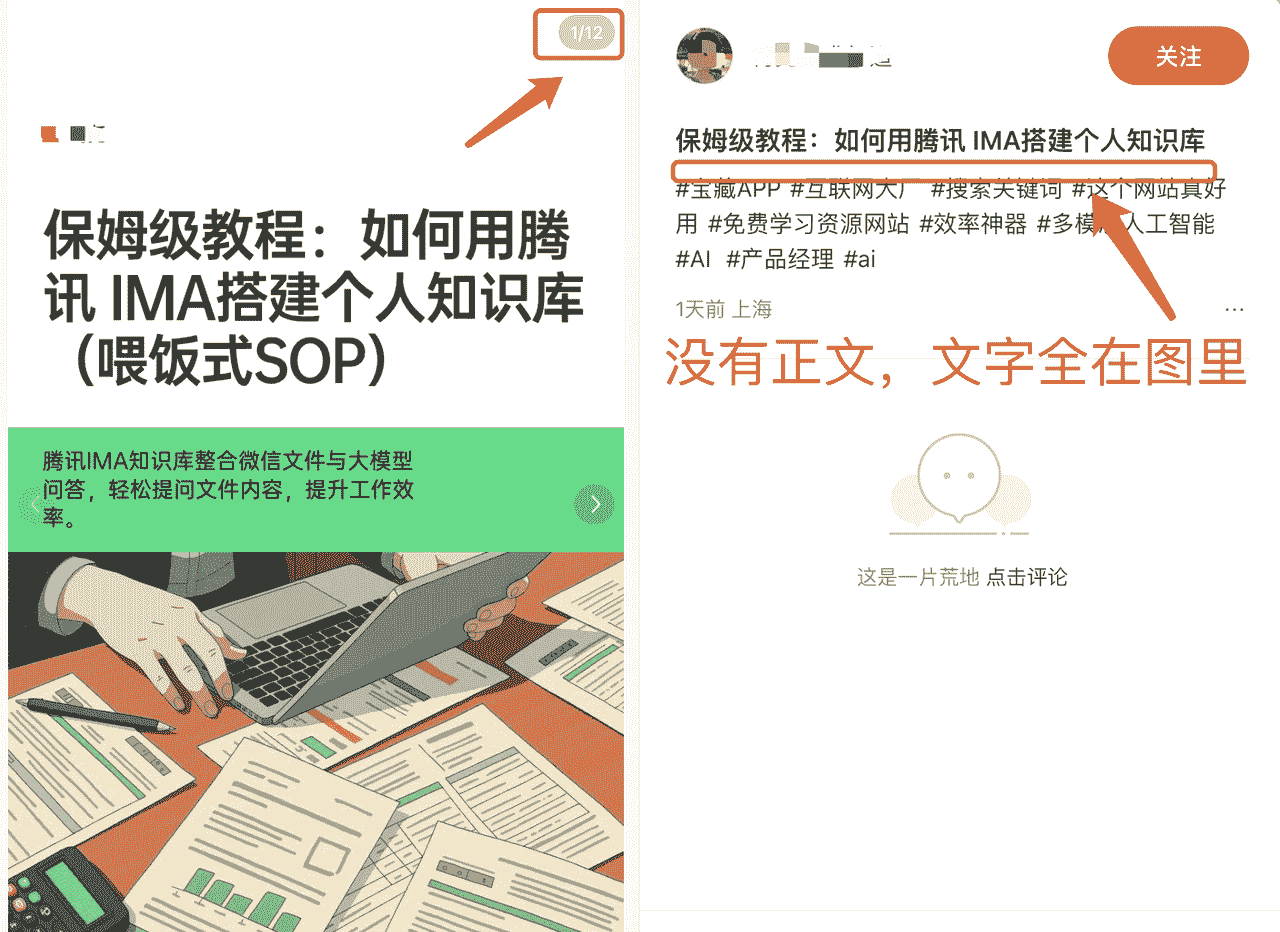 1/12
保姆级教程：如何用腾
讯 IMA搭建个人知识库
（喂饭式SOP）
腾讯IMA知识库整合微信文件与大模型
问答，轻松提问文件内容，提升工作效
率。
关注
保姆级教程：如何用腾讯 IMA搭建个人知识库
#宝藏APP #互联网大厂 #搜索关键词 #这个网站真好
用 #免费学习资源网站 #效率神器 #多模 人工智能
#AI #产品经理 #ai
1天前 上海
...
没有正文，文字全在图里
这是一片荒地 点击评论